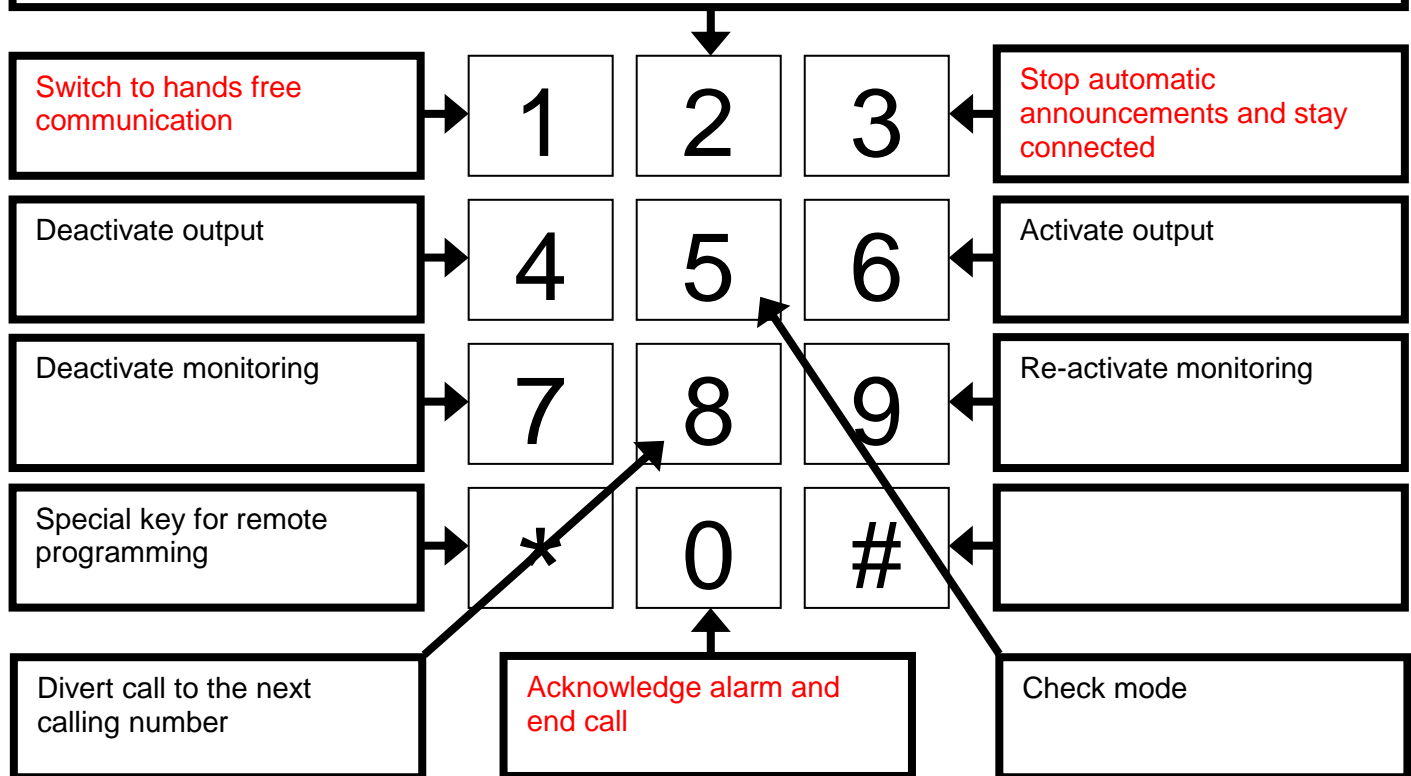 Switch to hands free
communication
1 2 3
Stop automatic
announcements and stay
connected
Deactivate output
4 5 6
Activate output
Deactivate monitoring
7 8 9
Re-activate monitoring
Special key for remote
programming
* 0 #
Divert call to the next
calling number
Acknowledge alarm and
end call
Check mode